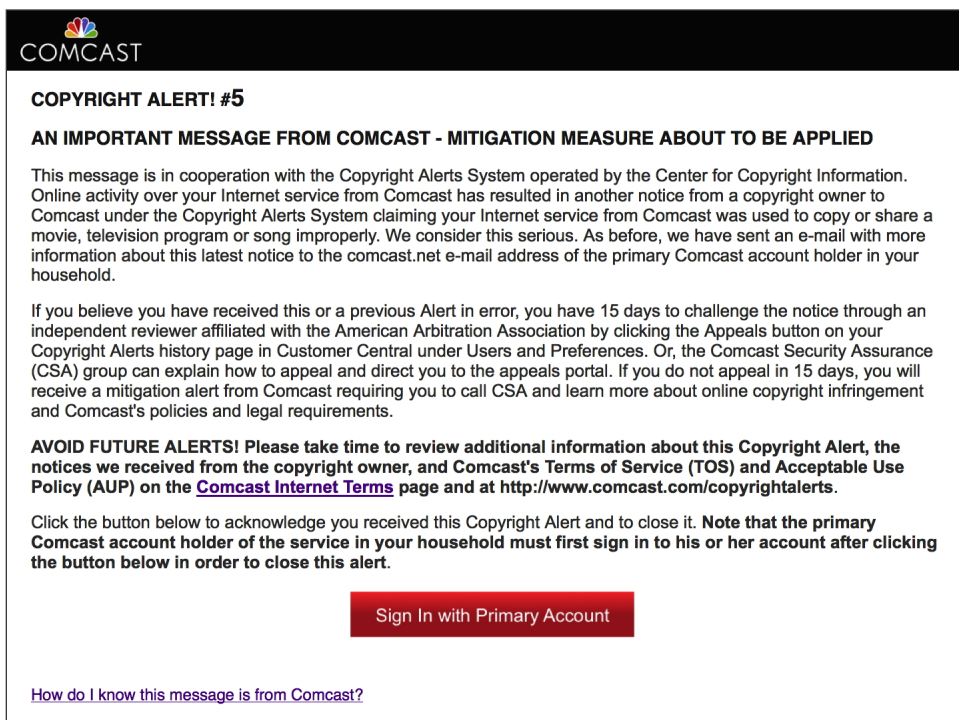 COMCAST
COPYRIGHT ALERT! #5
AN IMPORTANT MESSAGE FROM COMCAST - MITIGATION MEASURE ABOUT TO BE APPLIED
This message is in cooperation with the Copyright Alerts System operated by the Center for Copyright Information.
Online activity over your Internet service from Comcast has resulted in another notice from a copyright owner to
Comcast under the Copyright Alerts System claiming your Internet service from Comcast was used to copy or share a
movie, television program or song improperly. We consider this serious. As before, we have sent an e-mail with more
information about this latest notice to the comcast.net e-mail address of the primary Comcast account holder in your
household.
If you believe you have received this or a previous Alert in error, you have 15 days to challenge the notice through an
independent reviewer affiliated with the American Arbitration Association by clicking the Appeals button on your
Copyright Alerts history page in Customer Central under Users and Preferences. Or, the Comcast Security Assurance
(CSA) group can explain how to appeal and direct you to the appeals portal. If you do not appeal in 15 days, you will
receive a mitigation alert from Comcast requiring you to call CSA and learn more about online copyright infringement
and Comcast's policies and legal requirements.
AVOID FUTURE ALERTS! Please take time to review additional information about this Copyright Alert, the
notices we received from the copyright owner, and Comcast's Terms of Service (TOS) and Acceptable Use
Policy (AUP) on the Comcast Internet Terms page and at http://www.comcast.com/copyrightalerts.
Click the button below to acknowledge you received this Copyright Alert and to close it. Note that the primary
Comcast account holder of the service in your household must first sign in to his or her account after clicking
the button below in order to close this alert.
Sign In with Primary Account
How do I know this message is from Comcast?